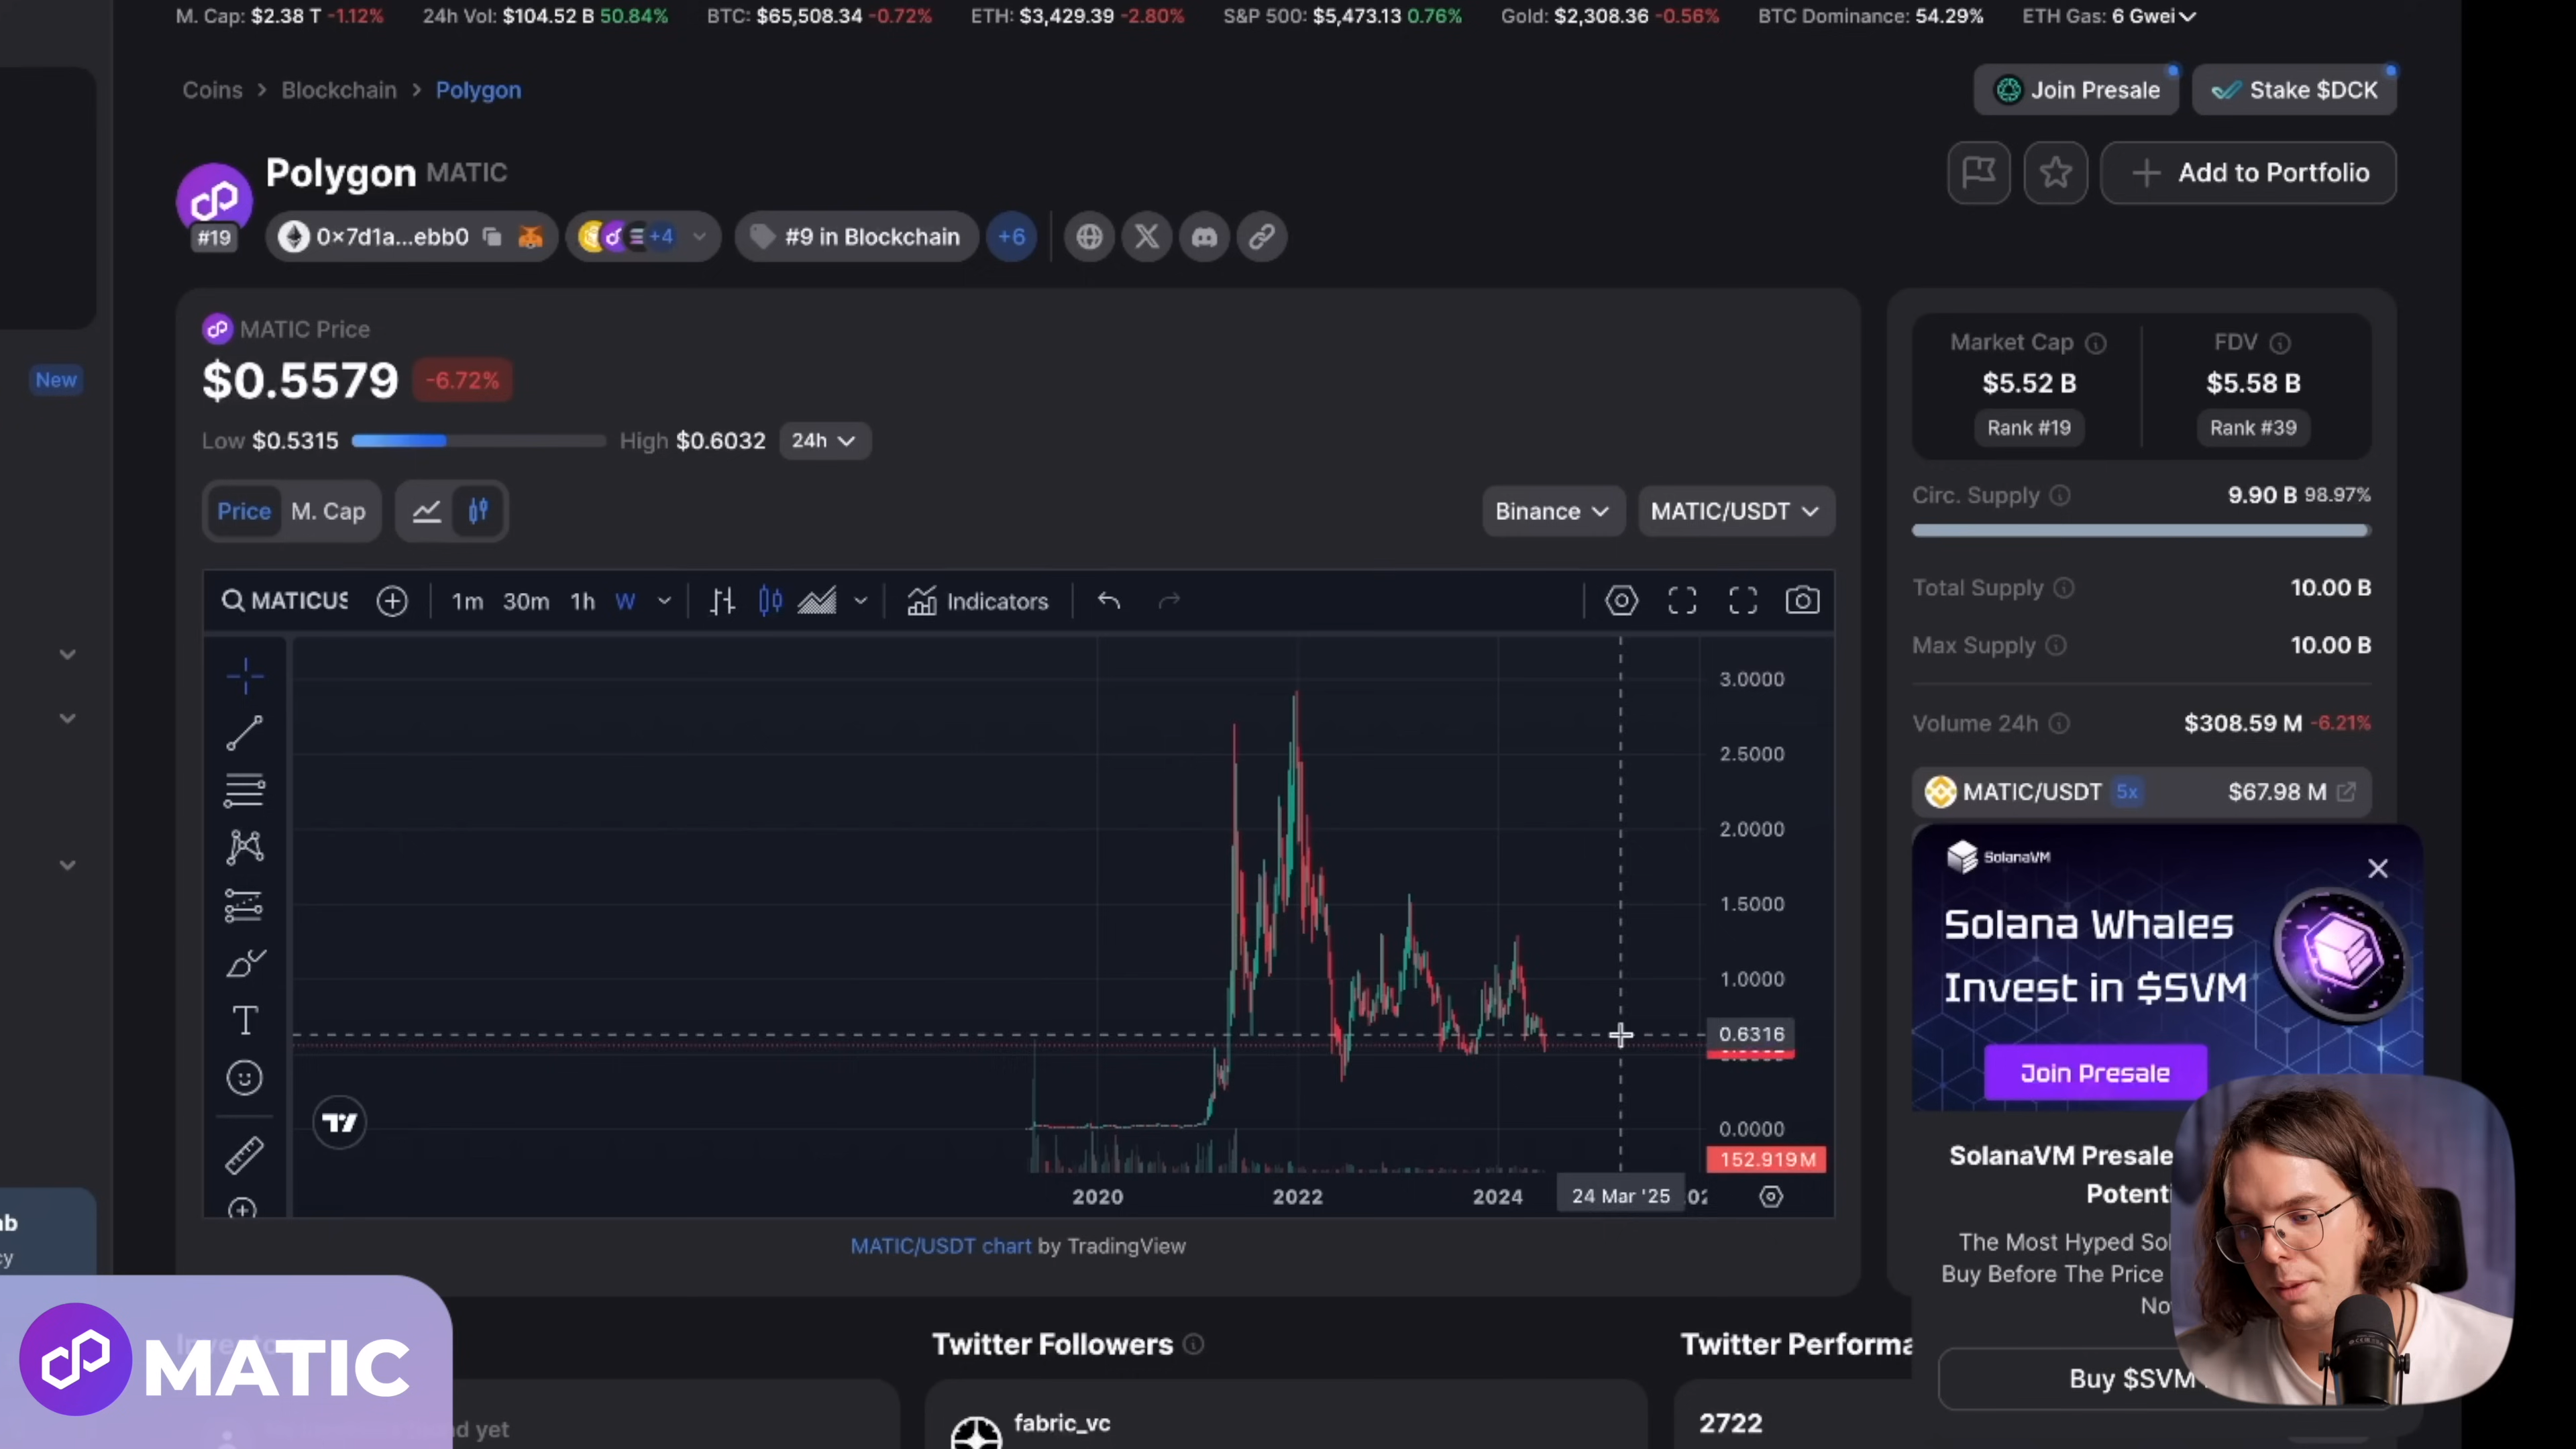 M. Cap: $2.38 T -1.12% 24h Vol: $104.52 B 50.84% BTC: $65,508.34 -0.72% ETH: $3,429.39 -2.80% S&P 500: $5,473.13 0.76% Gold: $2,308.36 -0.56% BTC Dominance: 54.29% ETH Gas: 6 Gwei
Coins > Blockchain > Polygon
Join Presale
Stake $DCK
Polygon MATIC
Add to Portfolio
#19
0x7d1a...ebb0
+4
#9 in Blockchain
+6
MATIC Price
$0.5579 -6.72%
Low $0.5315 High $0.6032 24h
Price M. Cap
Binance
MATIC/USDT
New
Market Cap
$5.52 B
Rank #19
FDV
$5.58 B
Rank #39
Circ. Supply 9.90 B 98.97%
Total Supply 10.00 B
Max Supply 10.00 B
Volume 24h $308.59 M -6.21%
MATIC/USDT 5x $67.98 M
MATICUS 1m 30m 1h W Indicators
3.0000
2.5000
2.0000
1.5000
1.0000
0.6316
0.0000
152.919M
2020 2022 2024 24 Mar '25
MATIC/USDT chart by TradingView
SolanaVM
Solana Whales
Invest in $SVM
Join Presale
SolanaVM Presale
The Most Hyped
Buy Before The Price
Buy $SVM
Twitter Followers
Twitter
fabric_vc
2722
yet
MATIC